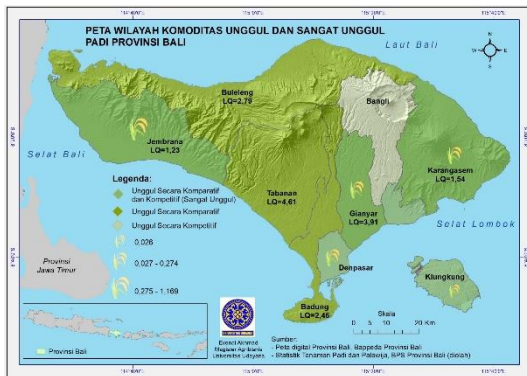 PETA WILAYAH KOMODITAS UNGGUL DAN SANGAT UNGGUL
PADI PROVINSI BALI
Laut Bali
N
W
E
S
Buleleng
LQ=2,79
Bangli
Jembrana
LQ=1,23
Karangasem
LQ=1,54
Selat Bali
Tabanan
LQ=4,61
Gianyar
LQ=3,91
Selat Lombok
Denpasar
Klungkung
Badung
LQ=2,46
Provinsi
Jawa Timur
Legenda:
Unggul Secara Komparatif
dan Kompetitif (Sangat Unggul)
Unggul Secara Komparatif
Unggul Secara Kompetitif
0,026
0,027 - 0,274
0,275 - 1,169
Provinsi Bali
Magister Agribisnis
Universitas Udayana
Skala
10
20 Km
Sumber:
- Peta digital Provinsi Bali, Bappeda Provinsi Bali
- Statistik Tanaman Padi dan Palawija, BPS Provinsi Bali (diolah)